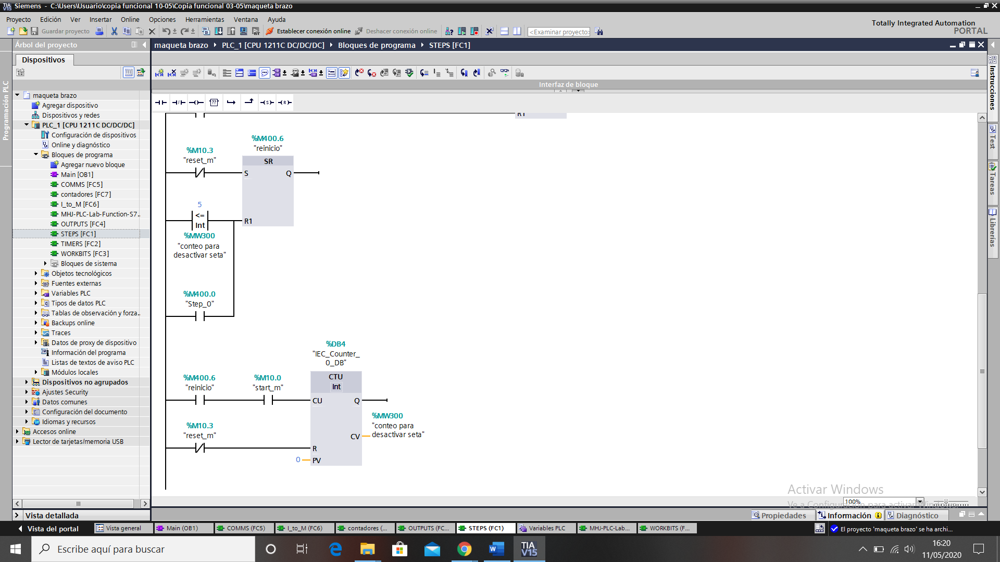 Siemens - C:\Users\Usuario\copia funcional 10-05\Copia funcional 03-05\maqueta brazo
Proyecto Edición Ver Insertar Online Opciones Herramientas Ventana Ayuda
Totally Integrated Automation
PORTAL
Guardar proyecto
Establecer conexión online
Deshacer conexión online
<Examinar proyecto>
Árbol del proyecto
maqueta brazo PLC_1 [CPU 1211C DC/DC/DC] Bloques de programa STEPS [FC1]
Dispositivos
Programación PLC
Interfaz de bloque
maqueta brazo
Agregar dispositivo
Dispositivos y redes
PLC_1 [CPU 1211C DC/DC/DC]
Configuración de dispositivos
Online y diagnóstico
Bloques de programa
Agregar nuevo bloque
Main [OB1]
COMMS [FC5]
contadores [FC7]
I_to_M [FC6]
MHJ-PLC-Lab-Function-S7..
OUTPUTS [FC4]
STEPS [FC1]
TIMERS [FC2]
WORKBITS [FC3]
Bloques de sistema
Objetos tecnológicos
Fuentes externas
Variables PLC
Tipos de datos PLC
Tablas de observación y forza..
Backups online
Traces
Datos de proxy de dispositivo
Información del programa
Listas de textos de aviso PLC
Módulos locales
Dispositivos no agrupados
Ajustes Security
Datos comunes
Configuración del documento
Idiomas y recursos
Accesos online
Lector de tarjetas/memoria USB
Vista detallada
R1
%M400.6
"reinicio"
%M10.3
"reset_m"
SR
S Q
5
<=
Int
R1
%MW300
"conteo para
desactivar seta"
%M400.0
"Step_0"
%DB4
"IEC_Counter_
0_DB"
%M400.6
"reinicio"
%M10.0
"start_m"
CTU
Int
CU Q
%MW300
"conteo para
desactivar seta"
CV
%M10.3
"reset_m"
R
0 PV
Instrucciones
Test
Tareas
Librerías
Activar Windows
Ve a Configuración para activar Windows.
100%
Propiedades Información Diagnóstico
Vista del portal
Vista general
Main (OB1)
COMMS (FC5)
I_to_M (FC6)
contadores (...
OUTPUTS (FC...
STEPS (FC1)
Variables PLC
MHJ-PLC-Lab...
WORKBITS (F...
El proyecto 'maqueta brazo' se ha archi...
Escribe aquí para buscar
TIA
V15
16:20
11/05/2020